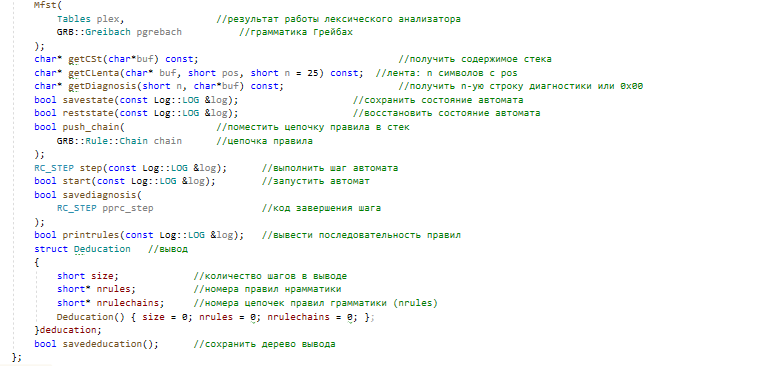 Mfst(
Tables plex, //результат работы лексического анализатора
GRB::Greibach pgrebach //грамматика Грейбах
);
char* getCSt(char*buf) const; //получить содержимое стека
char* getCLenta(char* buf, short pos, short n = 25) const; //лента: n символов с pos
char* getDiagnosis(short n, char*buf) const; //получить n-ую строку диагностики или 0x00
bool savestate(const Log::LOG &log); //сохранить состояние автомата
bool reststate(const Log::LOG &log); //восстановить состояние автомата
bool push_chain( //поместить цепочку правила в стек
GRB::Rule::Chain chain //цепочка правила
);
RC_STEP step(const Log::LOG &log); //выполнить шаг автомата
bool start(const Log::LOG &log); //запустить автомат
bool savediagnosis(
RC_STEP pprc_step //код завершения шага
);
bool printrules(const Log::LOG &log); //вывести последовательность правил
struct Deducation //вывод
{
short size; //количество шагов в выводе
short* nrules; //номера правил нрамматики
short* nrulechains; //номера цепочек правил грамматики (nrules)
Deducation() { size = 0; nrules = 0; nrulechains = 0; };
}deducation;
bool savededucation(); //сохранить дерево вывода
};